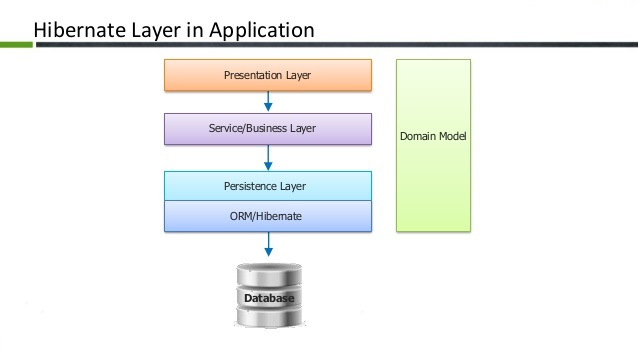 Hibernate Layer in Application
Presentation Layer
Service/Business Layer
Domain Model
Persistence Layer
ORM/Hibernate
Database